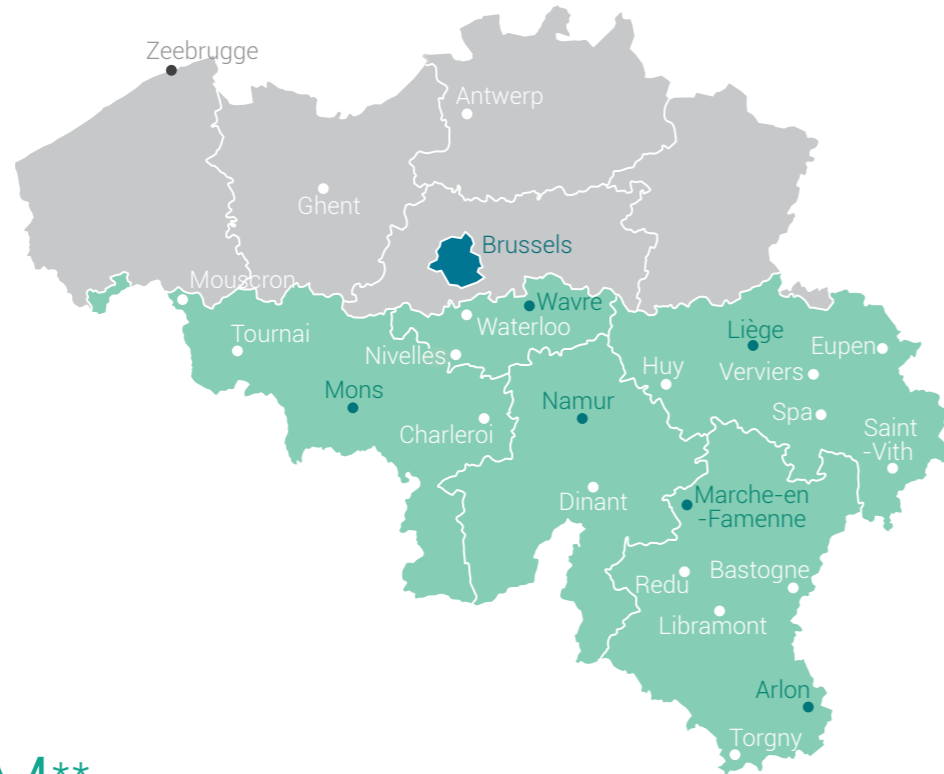 Zeebrugge
Antwerp
Ghent
Brussels
Mouscron
Wavre
Waterloo
Tournai
Liège
Eupen
Nivelles
Huy
Verviers
Mons
Namur
Spa
Charleroi
Saint
-Vith
Dinant
Marche-en
-Famenne
Redu
Bastogne
Libramont
Arlon
Torgny
4**